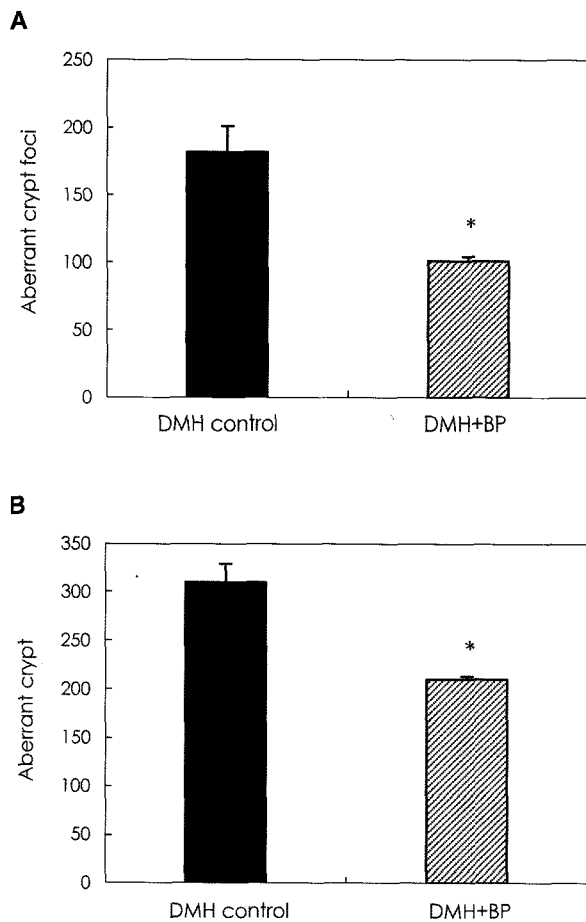 A
250
200
150
100
50
0
Aberrant crypt foci
*
DMH control DMH+BP
B
350
300
250
200
150
100
50
0
Aberrant crypt
*
DMH control DMH+BP